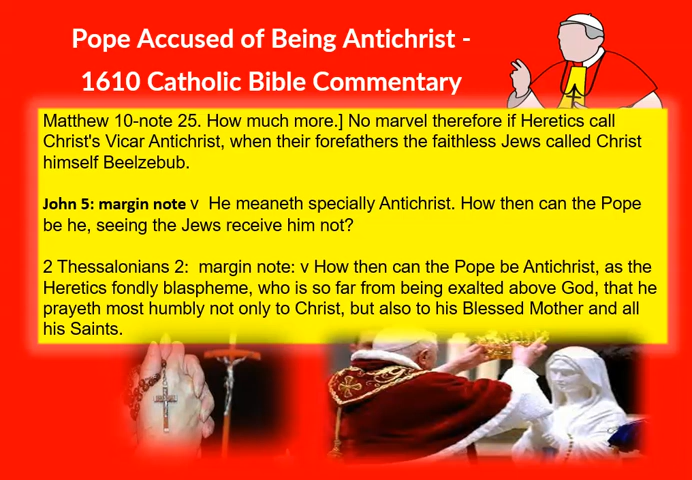 Pope Accused of Being Antichrist -
1610 Catholic Bible Commentary
Matthew 10-note 25. How much more.] No marvel therefore if Heretics call
Christ's Vicar Antichrist, when their forefathers the faithless Jews called Christ
himself Beelzebub.
John 5: margin note v He meaneth specially Antichrist. How then can the Pope
be he, seeing the Jews receive him not?
2 Thessalonians 2: margin note: v How then can the Pope be Antichrist, as the
Heretics fondly blaspheme, who is so far from being exalted above God, that he
prayeth most humbly not only to Christ, but also to his Blessed Mother and all
his Saints.